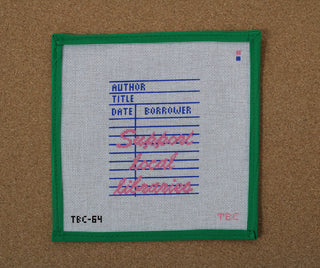 AUTHOR
TITLE
DATE BORROWER
Support
local
libraries
TBC-64 TBC